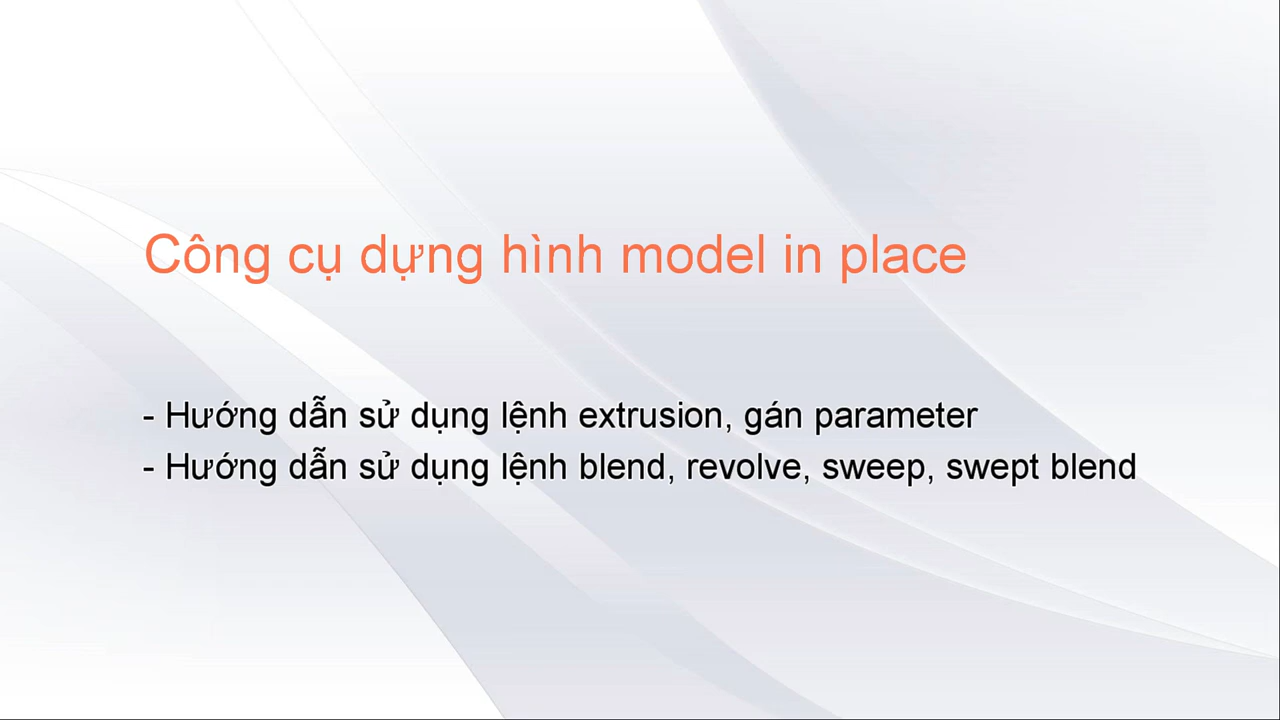 Công cụ dựng hình model in place
- Hướng dẫn sử dụng lệnh extrusion, gán parameter
- Hướng dẫn sử dụng lệnh blend, revolve, sweep, swept blend